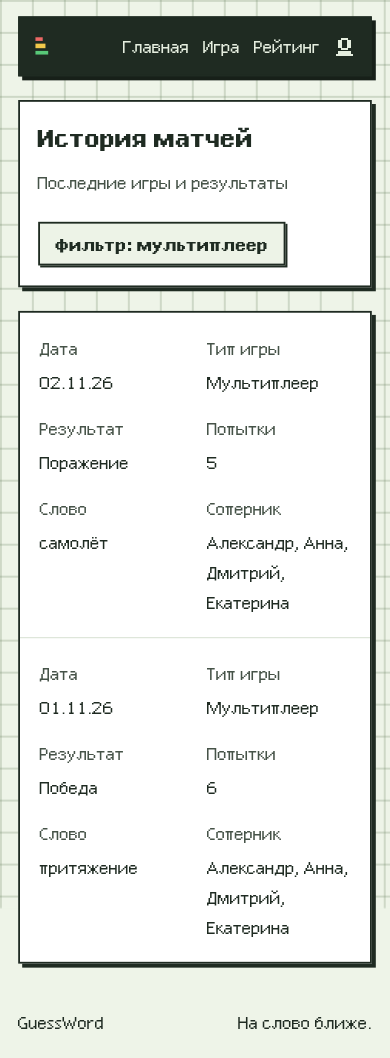 Главная Игра Рейтинг
История матчей
Последние игры и результаты
Фильтр: мультиплеер
Дата Тип игры
02.11.26 Мультиплеер
Результат Попытки
Поражение 5
Слово Соперник
самолёт Александр, Анна,
Дмитрий,
Екатерина
Дата Тип игры
01.11.26 Мультиплеер
Результат Попытки
Победа 6
Слово Соперник
притяжение Александр, Анна,
Дмитрий,
Екатерина
GuessWord На слово ближе.